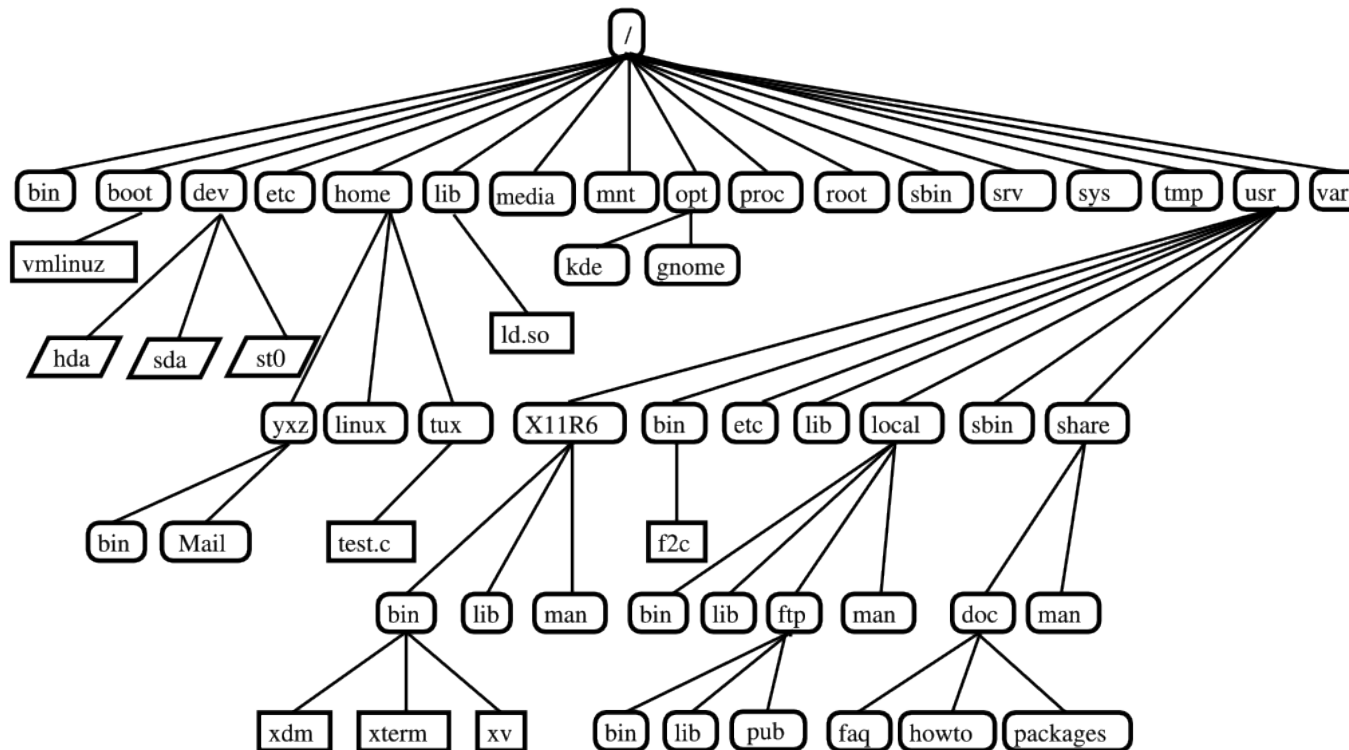 /
bin boot dev etc home lib media mnt opt proc root sbin srv sys tmp usr var
vmlinuz kde gnome
hda sda st0 ld.so
yxz linux tux X11R6 bin etc lib local sbin share
bin Mail test.c f2c
bin lib man bin lib ftp man doc man
xdm xterm xv bin lib pub faq howto packages